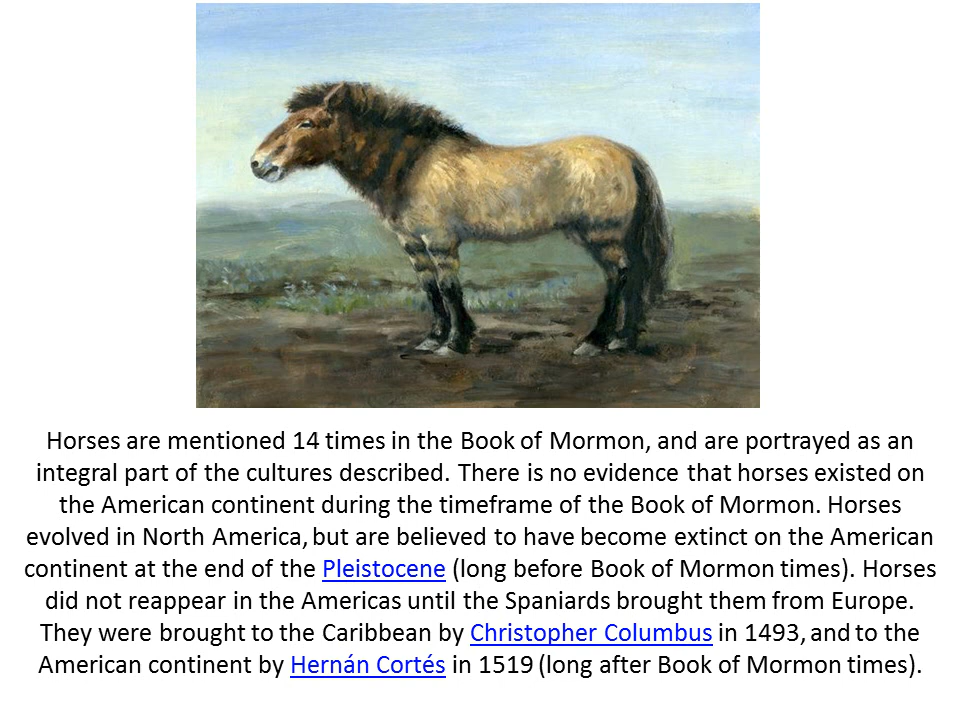 Horses are mentioned 14 times in the Book of Mormon, and are portrayed as an
integral part of the cultures described. There is no evidence that horses existed on
the American continent during the timeframe of the Book of Mormon. Horses
evolved in North America, but are believed to have become extinct on the American
continent at the end of the Pleistocene (long before Book of Mormon times). Horses
did not reappear in the Americas until the Spaniards brought them from Europe.
They were brought to the Caribbean by Christopher Columbus in 1493, and to the
American continent by Hernán Cortés in 1519 (long after Book of Mormon times).